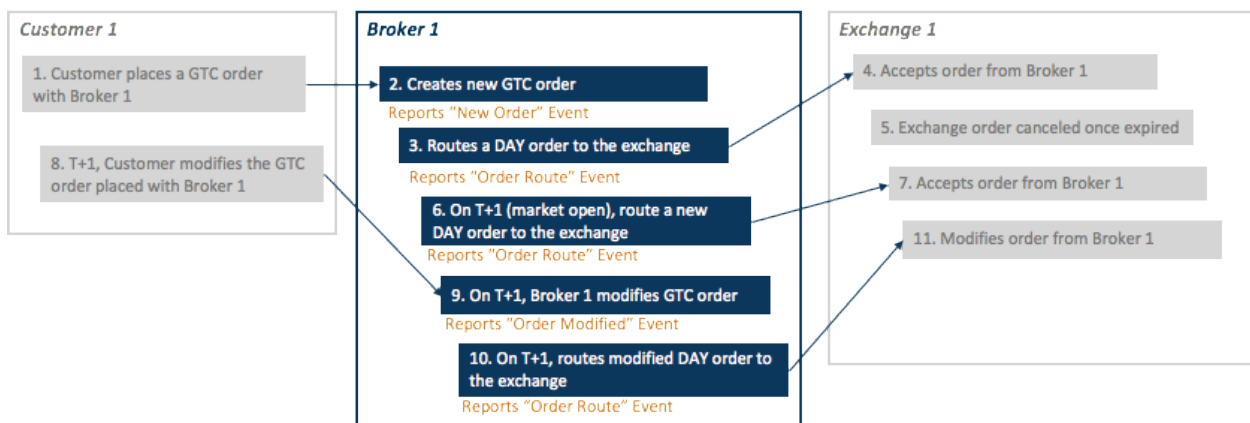 Customer 1
1. Customer places a GTC order
with Broker 1
8. T+1, Customer modifies the GTC
order placed with Broker 1
Broker 1
2. Creates new GTC order
Reports "New Order" Event
3. Routes a DAY order to the exchange
Reports "Order Route" Event
6. On T+1 (market open), route a new
DAY order to the exchange
Reports "Order Route" Event
9. On T+1, Broker 1 modifies GTC order
Reports "Order Modified" Event
10. On T+1, routes modified DAY order to
the exchange
Reports "Order Route" Event
Exchange 1
4. Accepts order from Broker 1
5. Exchange order canceled once expired
7. Accepts order from Broker 1
11. Modifies order from Broker 1